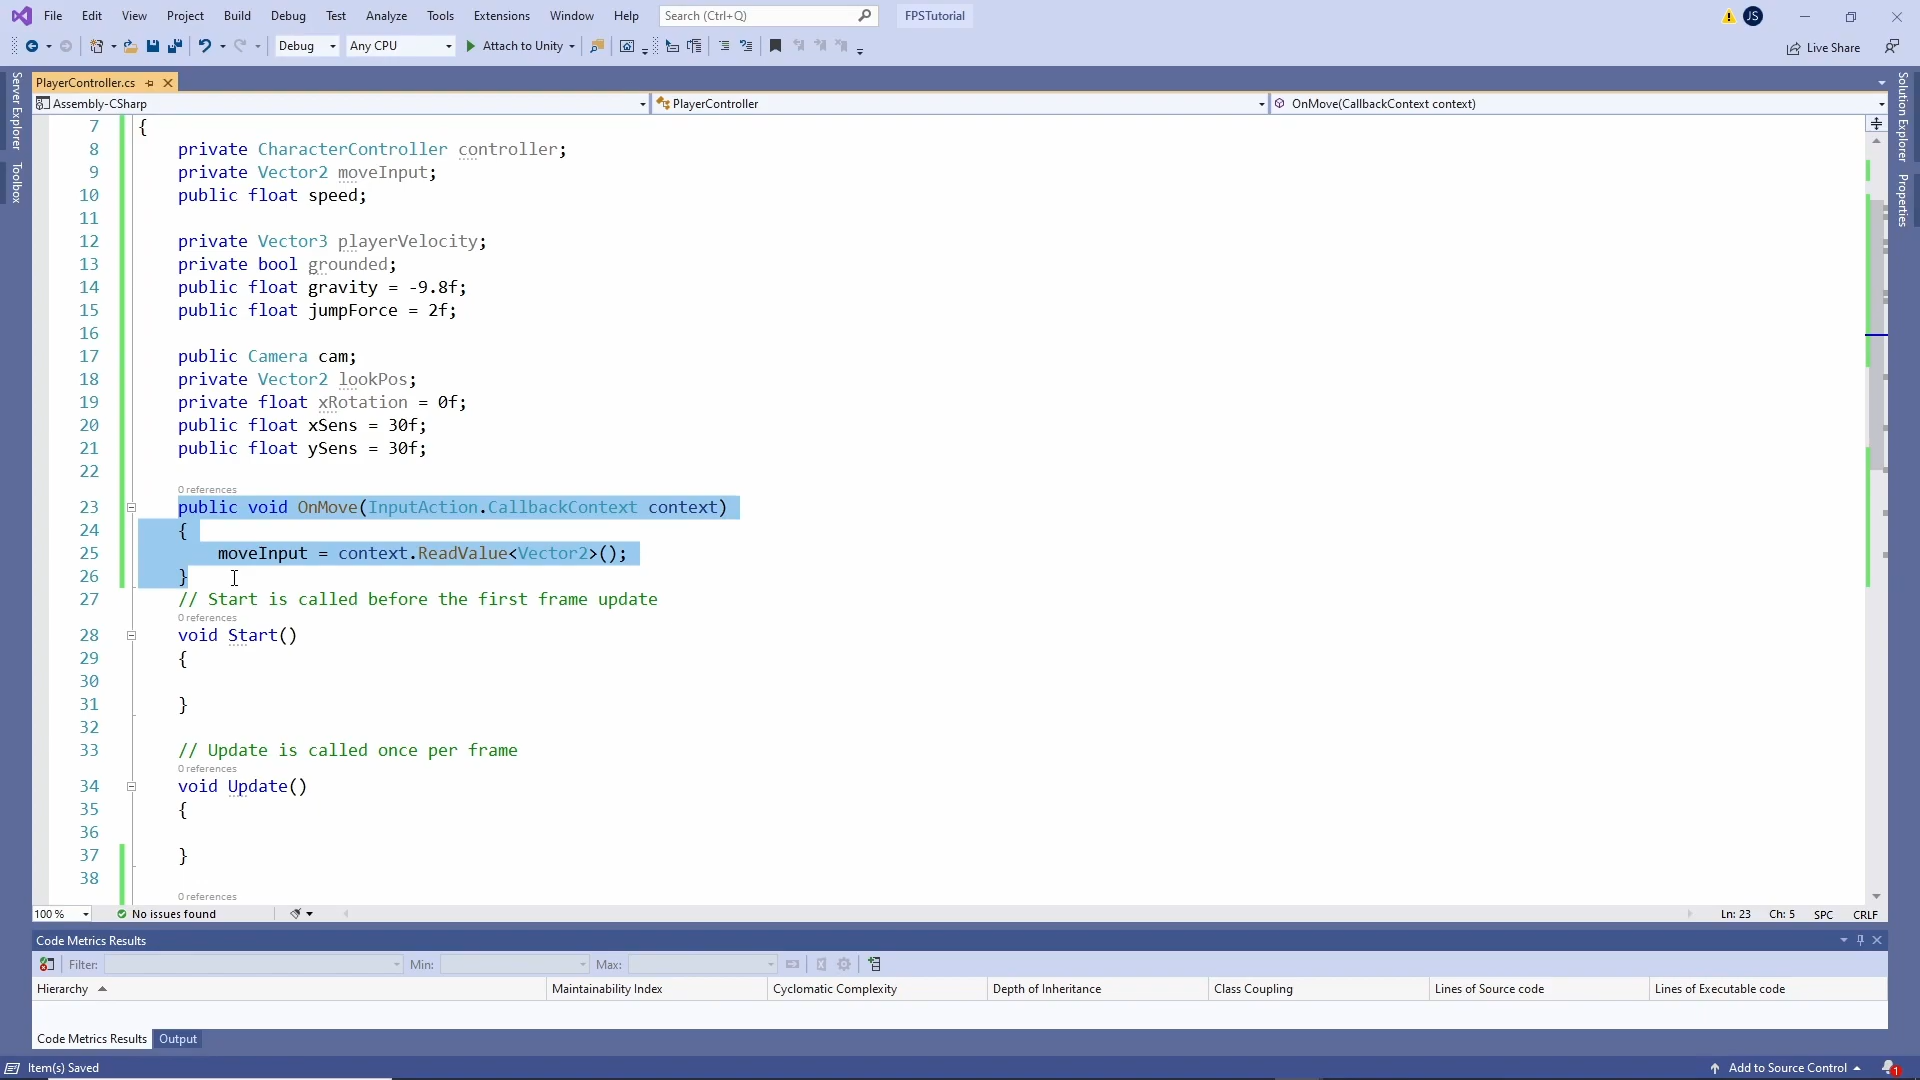 File Edit View Project Build Debug Test Analyze Tools Extensions Window Help Search (Ctrl+Q) FPSTutorial JS
Debug Any CPU Attach to Unity Live Share
PlayerController.cs
Assembly-CSharp PlayerController OnMove(CallbackContext context)
Server Explorer
Toolbox
Solution Explorer
Properties
7 {
8 private CharacterController controller;
9 private Vector2 moveInput;
10 public float speed;
11
12 private Vector3 playerVelocity;
13 private bool grounded;
14 public float gravity = -9.8f;
15 public float jumpForce = 2f;
16
17 public Camera cam;
18 private Vector2 lookPos;
19 private float xRotation = 0f;
20 public float xSens = 30f;
21 public float ySens = 30f;
22
0 references
23 public void OnMove(InputAction.CallbackContext context)
24 {
25 moveInput = context.ReadValue<Vector2>();
26 }
27 // Start is called before the first frame update
0 references
28 void Start()
29 {
30
31 }
32
33 // Update is called once per frame
0 references
34 void Update()
35 {
36
37 }
38
0 references
100 % No issues found Ln: 23 Ch: 5 SPC CRLF
Code Metrics Results
Filter: Min: Max:
Hierarchy Maintainability Index Cyclomatic Complexity Depth of Inheritance Class Coupling Lines of Source code Lines of Executable code
Code Metrics Results Output
Item(s) Saved Add to Source Control 1